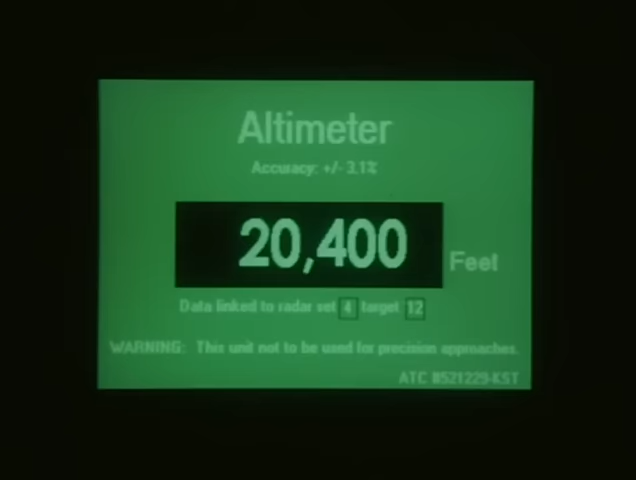 Altimeter
Accuracy: +/- 3.1%
20,400 Feet
Data linked to radar set 4 target 12
WARNING: This unit not to be used for precision approaches.
ATC #521229-KST